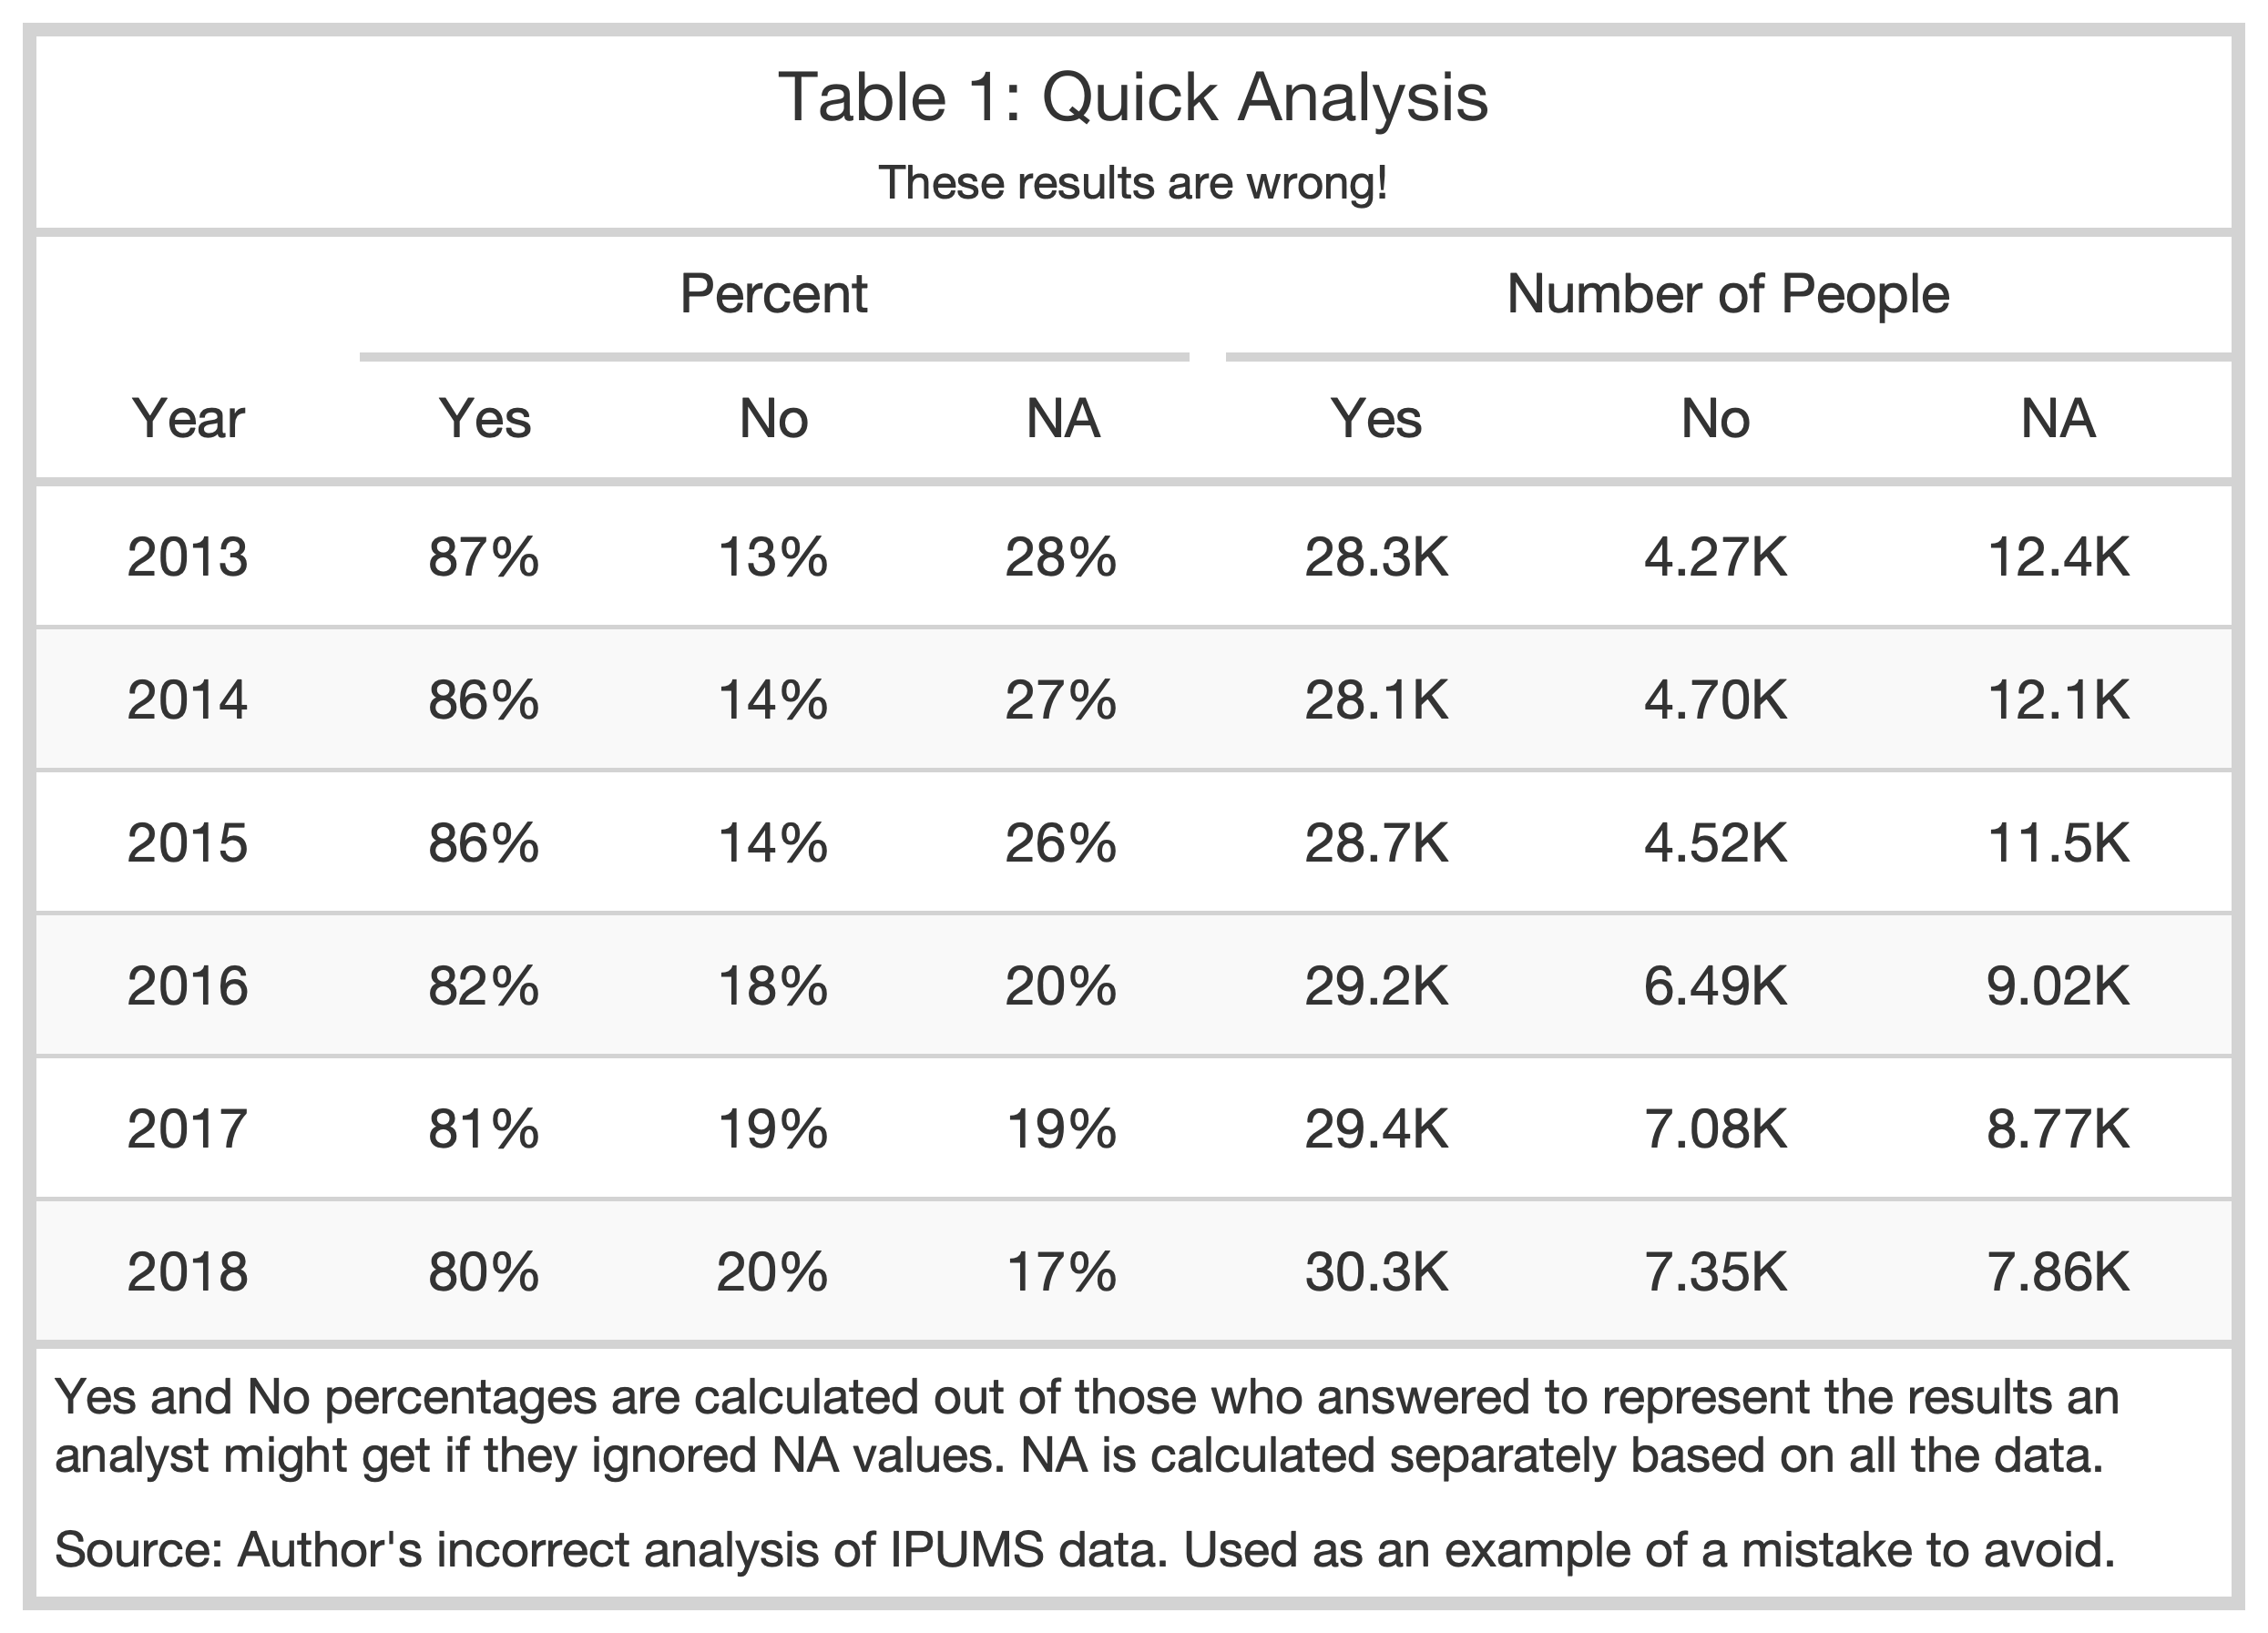 Table 1: Quick Analysis
These results are wrong!
Percent Number of People
Year Yes No NA Yes No NA
2013 87% 13% 28% 28.3K 4.27K 12.4K
2014 86% 14% 27% 28.1K 4.70K 12.1K
2015 86% 14% 26% 28.7K 4.52K 11.5K
2016 82% 18% 20% 29.2K 6.49K 9.02K
2017 81% 19% 19% 29.4K 7.08K 8.77K
2018 80% 20% 17% 30.3K 7.35K 7.86K
Yes and No percentages are calculated out of those who answered to represent the results an
analyst might get if they ignored NA values. NA is calculated separately based on all the data.
Source: Author's incorrect analysis of IPUMS data. Used as an example of a mistake to avoid.